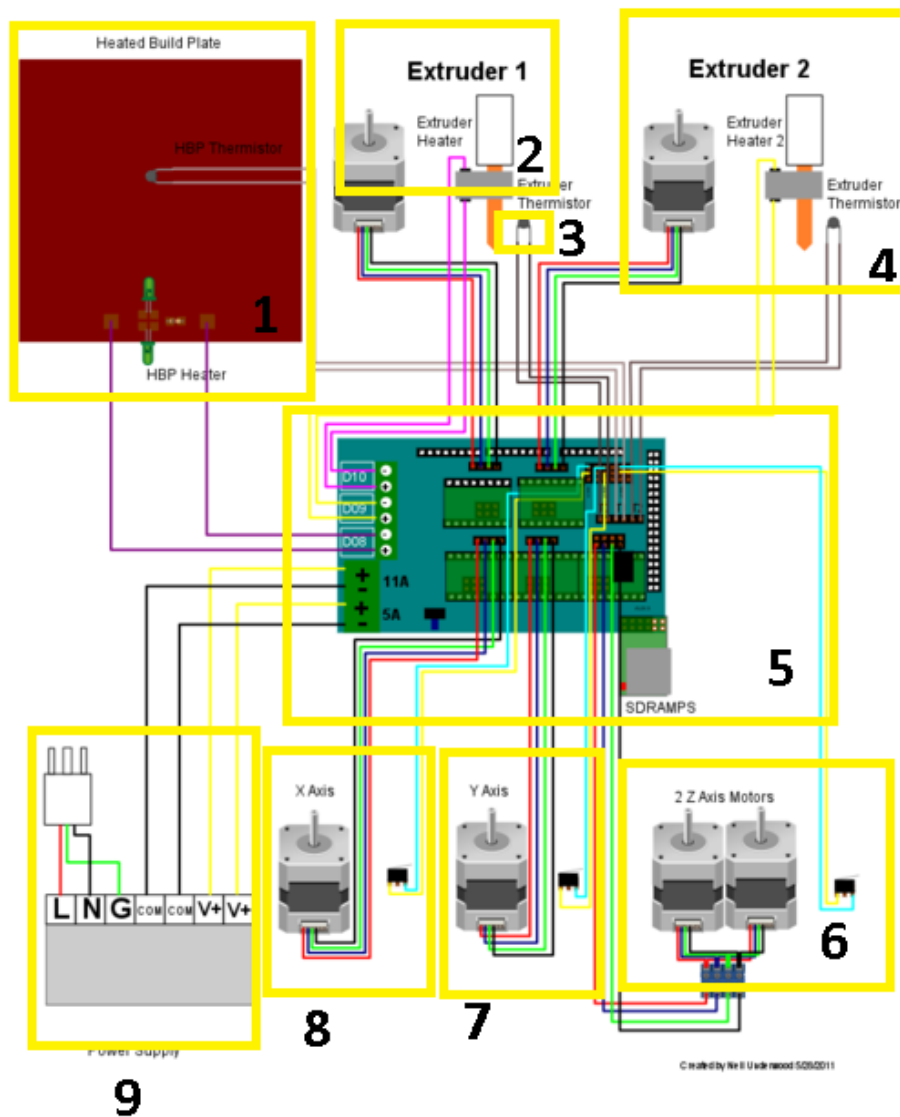 Heated Build Plate
HBP Thermistor
1
HBP Heater
Extruder 1
Extruder
Heater
2
Extruder
Thermistor
3
Extruder 2
Extruder
Heater 2
Extruder
Thermistor
4
D10
-
+
D09
-
+
D08
-
+
+
11A
-
+
5A
-
5
SDRAMPS
X Axis
8
Y Axis
7
2 Z Axis Motors
6
L N G COM COM V+ V+
Power Supply
9
Created by Neil Underwood 5/28/2011